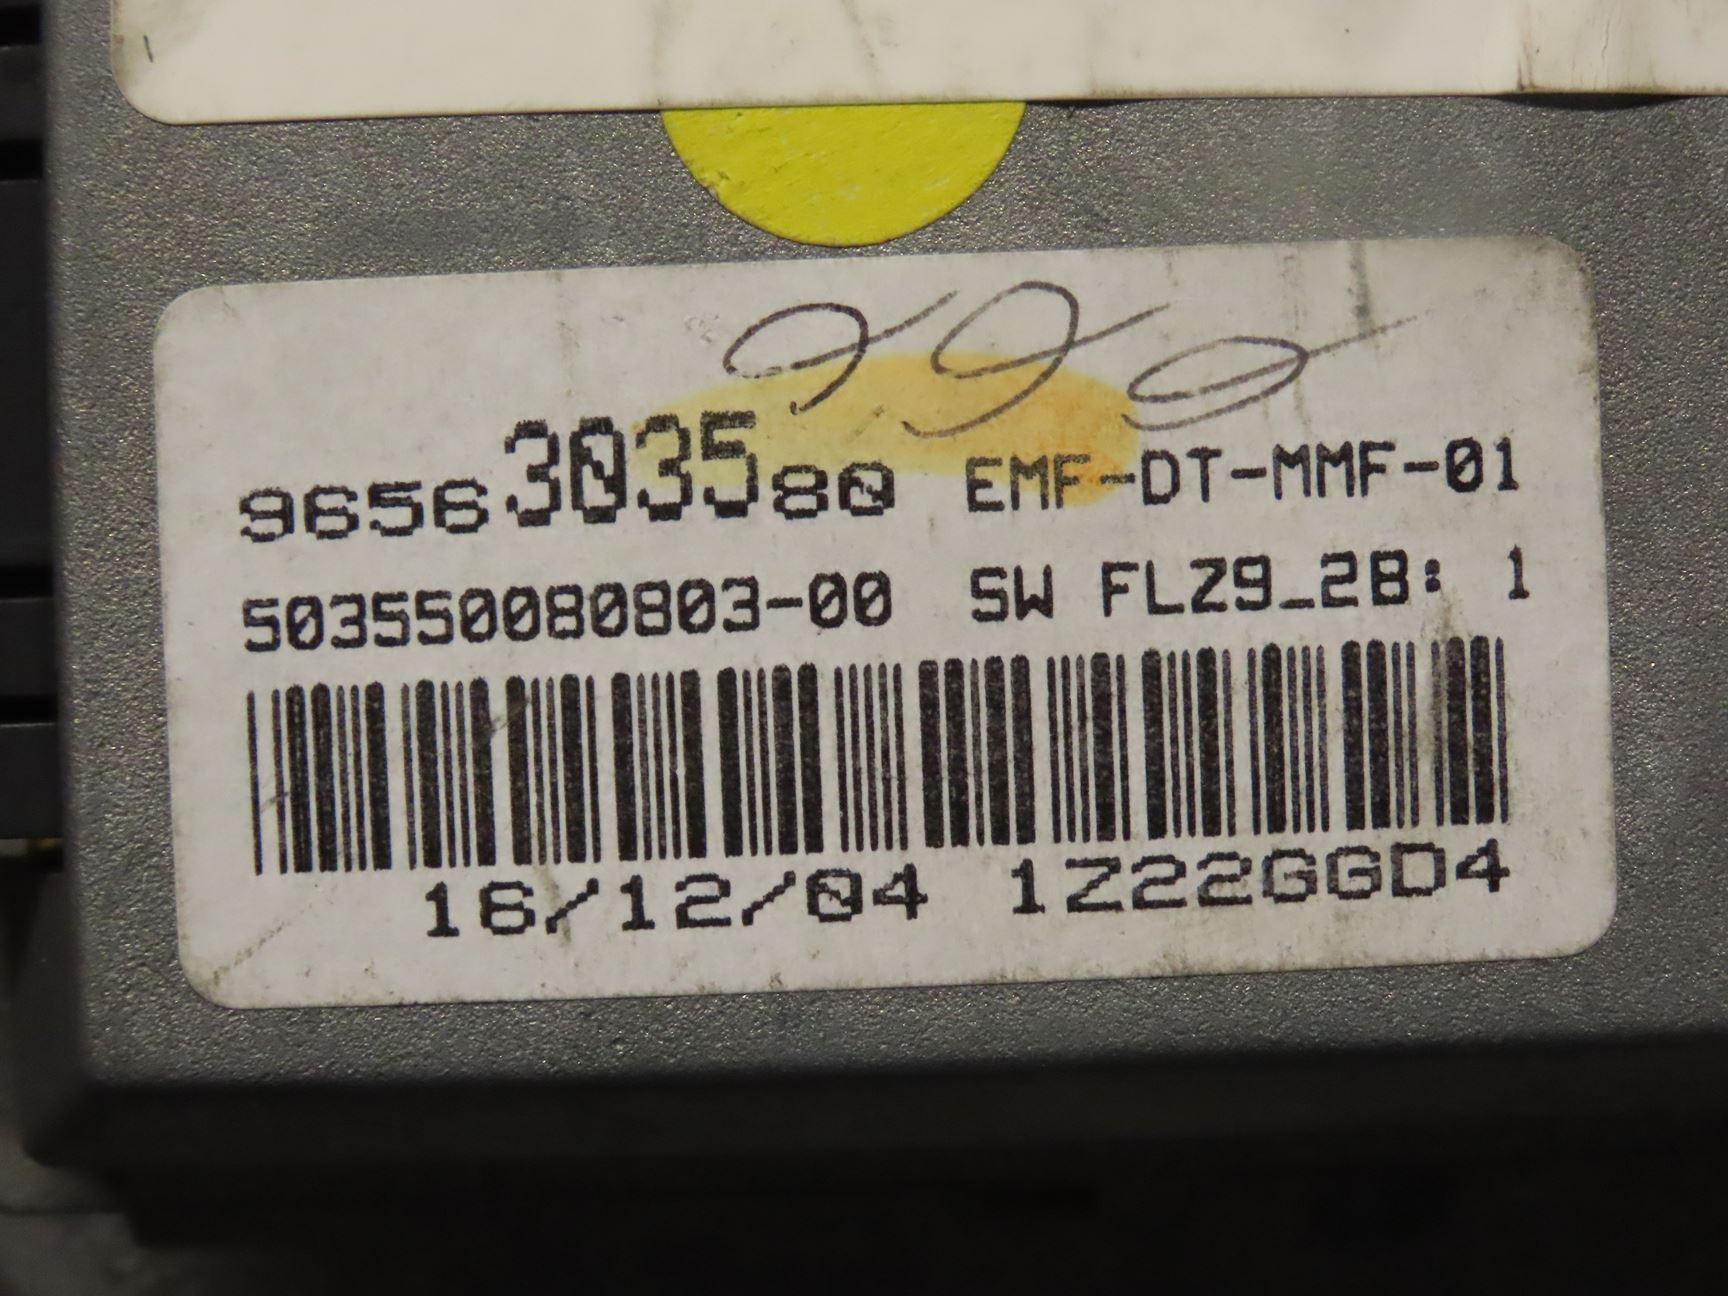 9656303580 EMF-DT-MMF-01
503550080803-00 SW FLZ9_2B: 1
16/12/04 1Z22GGD4